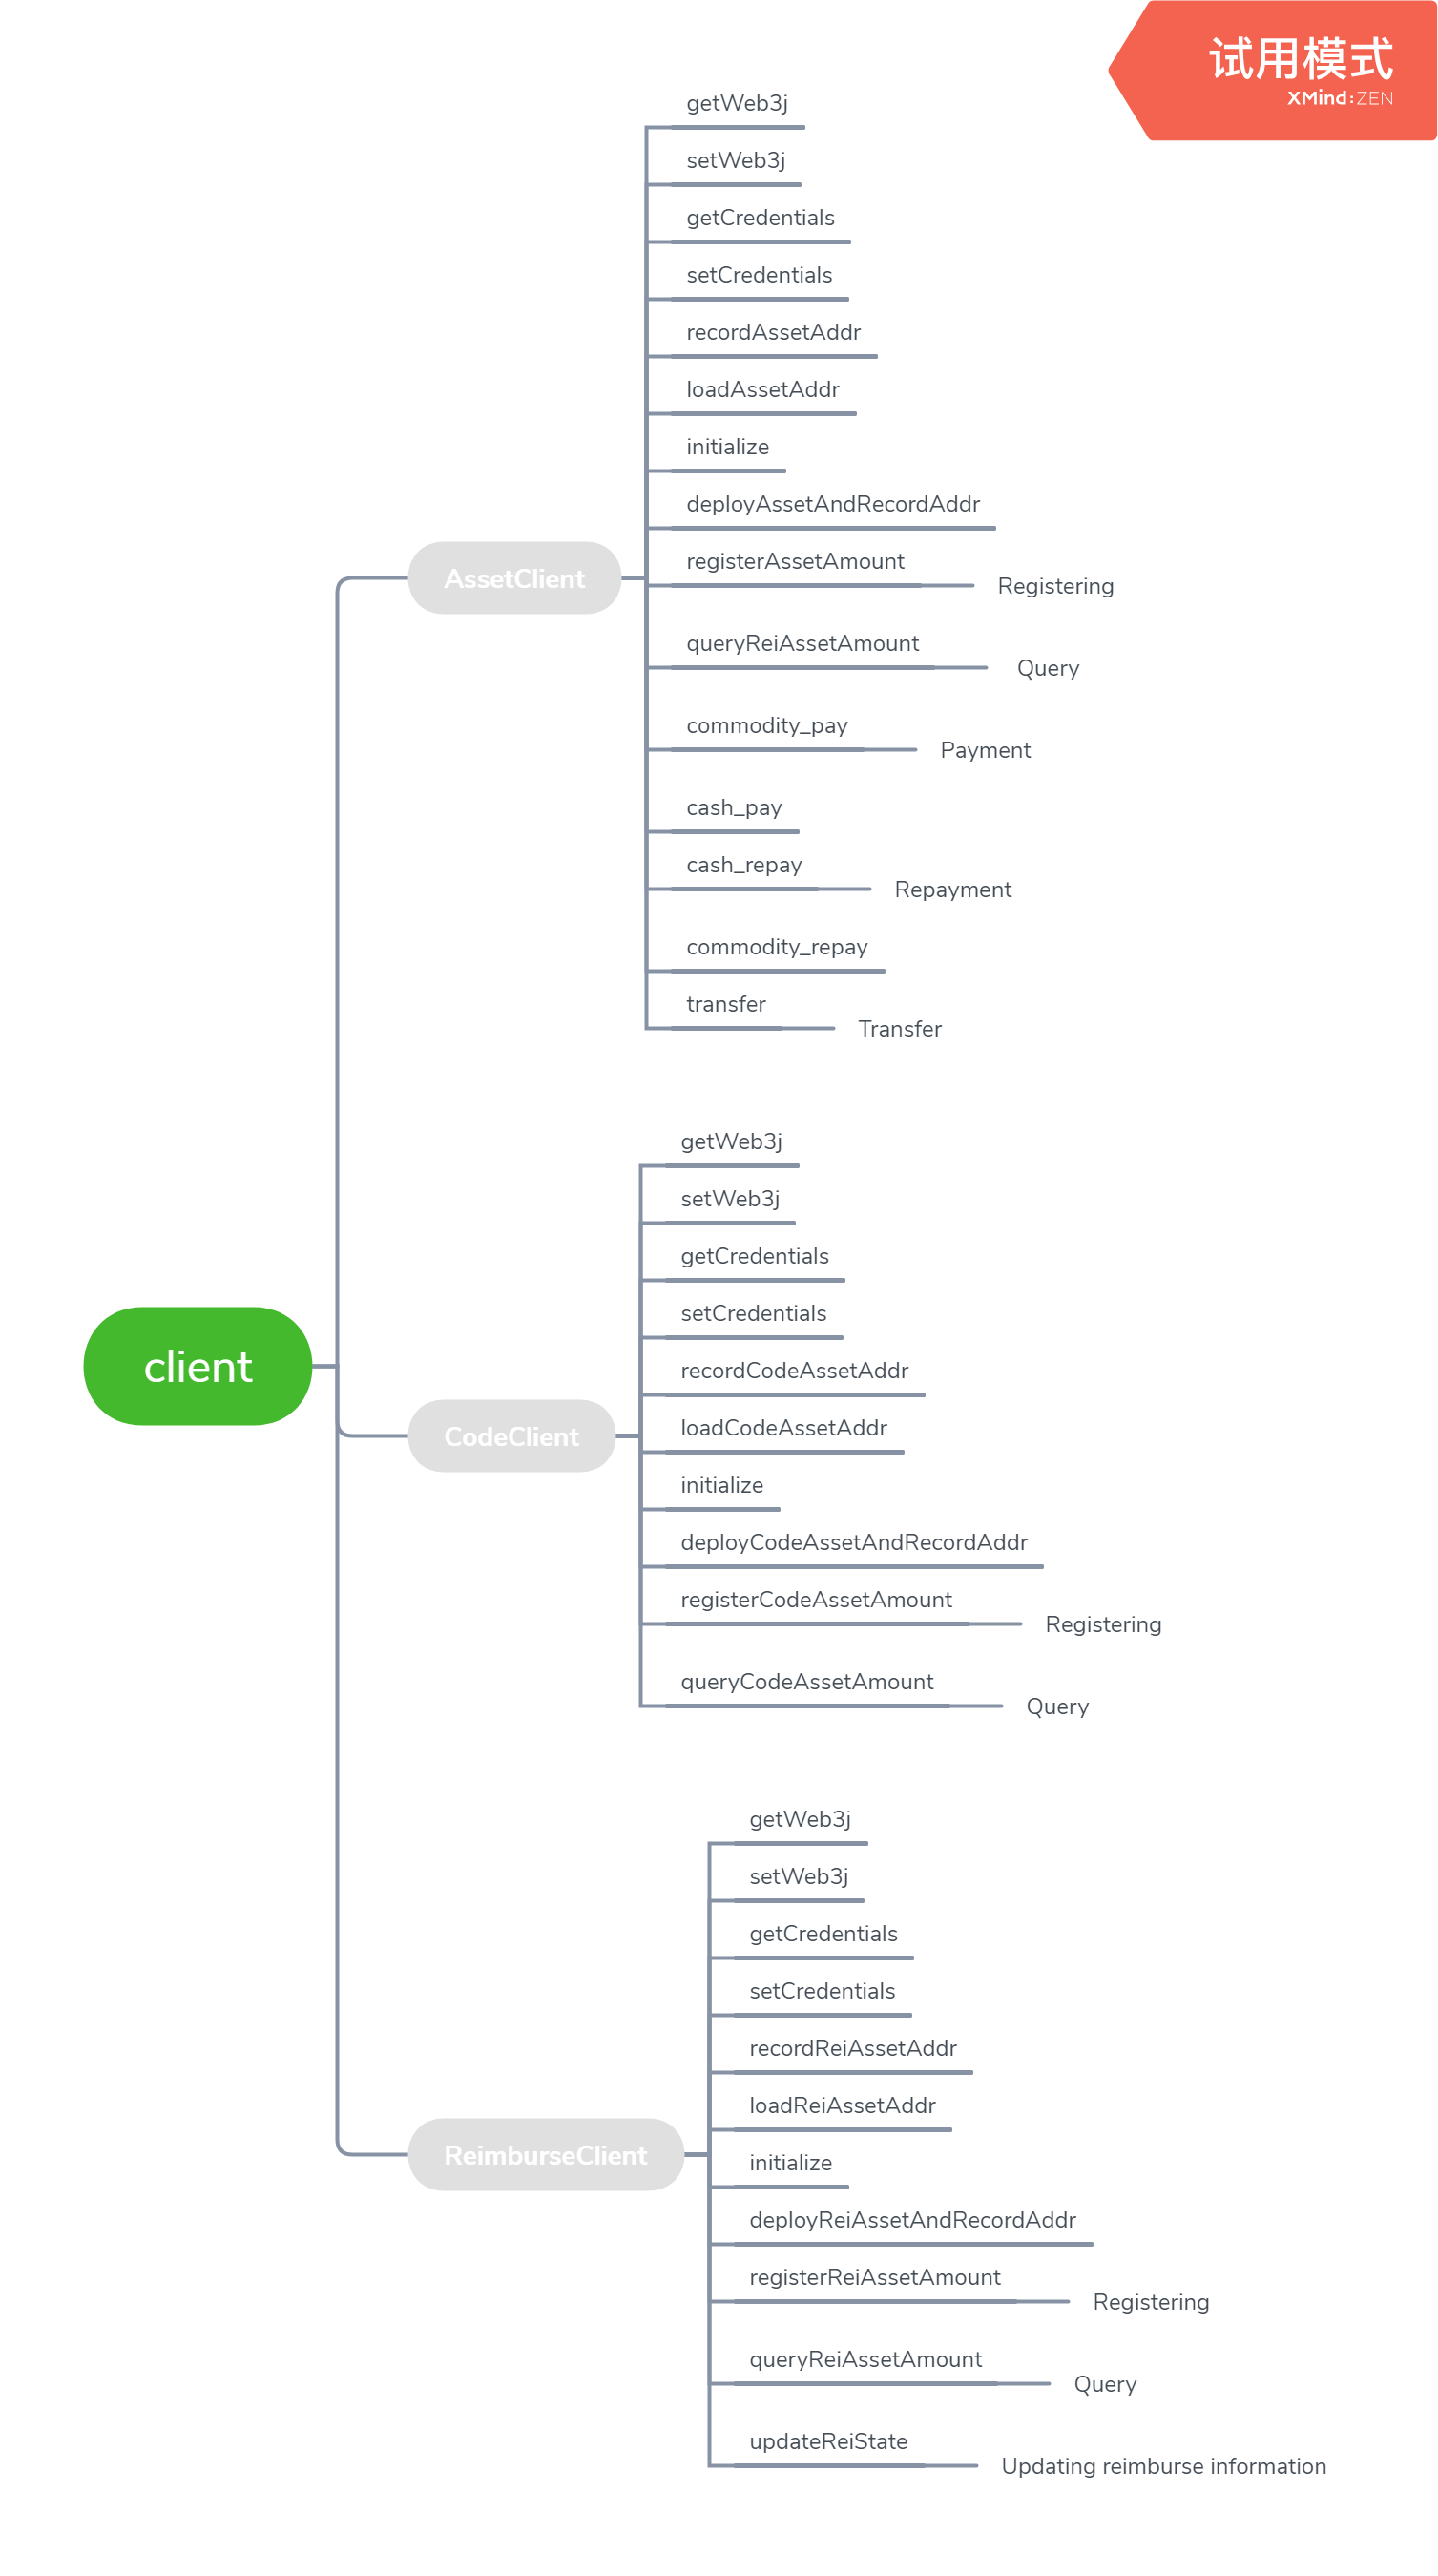 试用模式
XMind:ZEN
client
AssetClient
getWeb3j
setWeb3j
getCredentials
setCredentials
recordAssetAddr
loadAssetAddr
initialize
deployAssetAndRecordAddr
registerAssetAmount
Registering
queryReiAssetAmount
Query
commodity_pay
Payment
cash_pay
cash_repay
Repayment
commodity_repay
transfer
Transfer
CodeClient
getWeb3j
setWeb3j
getCredentials
setCredentials
recordCodeAssetAddr
loadCodeAssetAddr
initialize
deployCodeAssetAndRecordAddr
registerCodeAssetAmount
Registering
queryCodeAssetAmount
Query
ReimburseClient
getWeb3j
setWeb3j
getCredentials
setCredentials
recordReiAssetAddr
loadReiAssetAddr
initialize
deployReiAssetAndRecordAddr
registerReiAssetAmount
Registering
queryReiAssetAmount
Query
updateReiState
Updating reimburse information